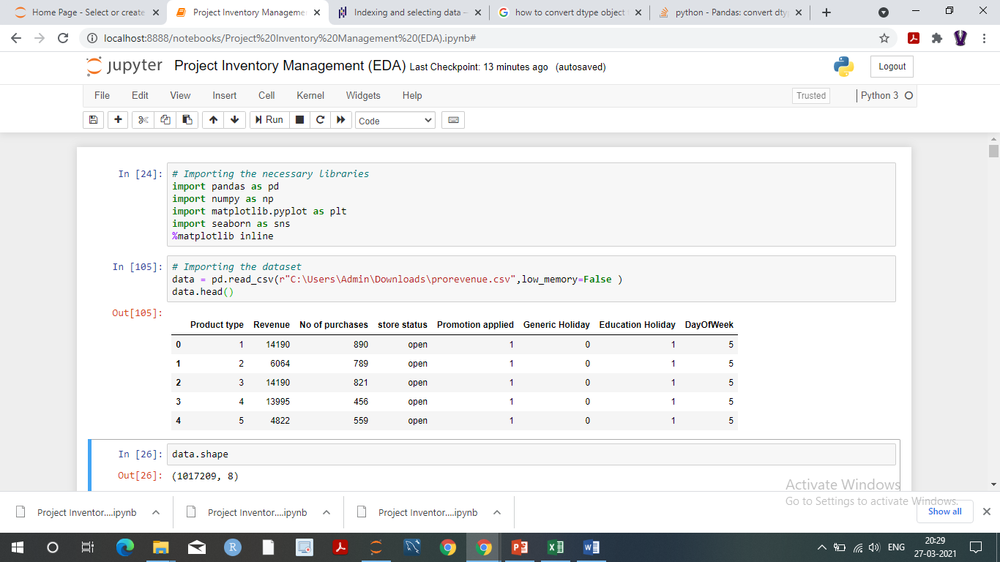 Home Page - Select or create
Project Inventory Manageme
Indexing and selecting data –
how to convert dtype object
python - Pandas: convert dty
localhost:8888/notebooks/Project%20Inventory%20Management%20(EDA).ipynb#
jupyter Project Inventory Management (EDA) Last Checkpoint: 13 minutes ago (autosaved)
Logout
File Edit View Insert Cell Kernel Widgets Help
Trusted
Python 3
Run
Code
In [24]: # Importing the necessary libraries
import pandas as pd
import numpy as np
import matplotlib.pyplot as plt
import seaborn as sns
%matplotlib inline
In [105]: # Importing the dataset
data = pd.read_csv(r"C:\Users\Admin\Downloads\prorevenue.csv",low_memory=False )
data.head()
Out[105]:
Product type Revenue No of purchases store status Promotion applied Generic Holiday Education Holiday DayOfWeek
0 1 14190 890 open 1 0 1 5
1 2 6064 789 open 1 0 1 5
2 3 14190 821 open 1 0 1 5
3 4 13995 456 open 1 0 1 5
4 5 4822 559 open 1 0 1 5
In [26]: data.shape
Out[26]: (1017209, 8)
Activate Windows
Go to Settings to activate Windows.
Project Inventor....ipynb
Project Inventor....ipynb
Project Inventor....ipynb
Show all
ENG
20:29
27-03-2021